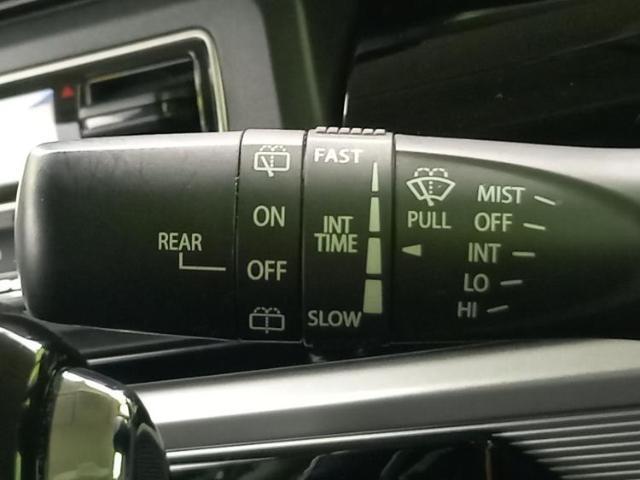 REAR
ON
OFF
FAST
INT
TIME
SLOW
PULL
MIST
OFF
INT
LO
HI